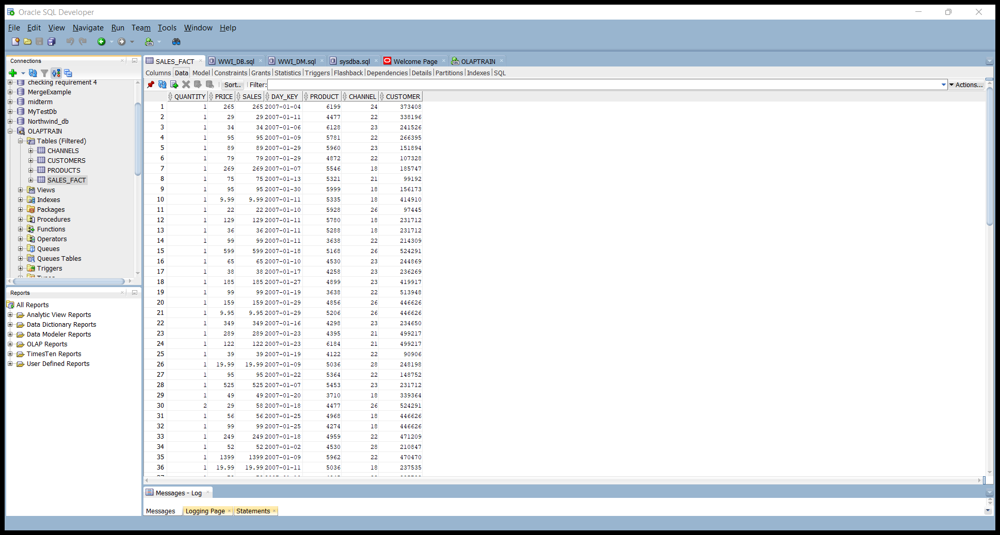 Oracle SQL Developer
File Edit View Navigate Run Team Tools Window Help
Connections
checking requirement 4
MergeExample
midterm
MyTestDb
Northwind_db
OLAPTRAIN
Tables (Filtered)
CHANNELS
CUSTOMERS
PRODUCTS
SALES_FACT
Views
Indexes
Packages
Procedures
Functions
Operators
Queues
Queues Tables
Triggers
Reports
All Reports
Analytic View Reports
Data Dictionary Reports
Data Modeler Reports
OLAP Reports
TimesTen Reports
User Defined Reports
SALES_FACT WWI_DB.sql WWI_DM.sql sysdba.sql Welcome Page OLAPTRAIN
Columns Data Model Constraints Grants Statistics Triggers Flashback Dependencies Details Partitions Indexes SQL
Sort.. Filter: Actions...
QUANTITY PRICE SALES DAY_KEY PRODUCT CHANNEL CUSTOMER
1 1 265 265 2007-01-04 6199 24 373408
2 1 29 29 2007-01-11 4477 22 338196
3 1 34 34 2007-01-06 6128 23 241526
4 1 95 95 2007-01-09 5781 22 266395
5 1 89 89 2007-01-29 5960 23 151894
6 1 79 79 2007-01-29 4872 22 107328
7 1 269 269 2007-01-07 5546 18 185747
8 1 75 75 2007-01-13 5321 21 99192
9 1 95 95 2007-01-30 5999 18 156173
10 1 9.99 9.99 2007-01-11 5335 18 414910
11 1 22 22 2007-01-10 5928 26 97445
12 1 129 129 2007-01-11 5780 18 231712
13 1 36 36 2007-01-11 5288 18 231712
14 1 99 99 2007-01-11 3638 22 214309
15 1 599 599 2007-01-18 5168 26 524291
16 1 65 65 2007-01-10 4530 23 244869
17 1 38 38 2007-01-17 4258 23 236269
18 1 185 185 2007-01-27 4899 23 419917
19 1 99 99 2007-01-19 3638 22 513948
20 1 159 159 2007-01-29 4856 26 446626
21 1 9.95 9.95 2007-01-29 5206 26 446626
22 1 349 349 2007-01-16 4298 23 234650
23 1 289 289 2007-01-23 4395 21 499217
24 1 122 122 2007-01-23 6184 21 499217
25 1 39 39 2007-01-19 4122 22 90906
26 1 19.99 19.99 2007-01-09 5036 28 248198
27 1 95 95 2007-01-22 5364 22 148752
28 1 525 525 2007-01-07 5453 23 231712
29 1 49 49 2007-01-20 3710 18 339364
30 2 29 58 2007-01-18 4477 26 524291
31 1 56 56 2007-01-25 4968 18 446626
32 1 99 99 2007-01-25 4274 18 446626
33 1 249 249 2007-01-18 4959 22 471209
34 1 52 52 2007-01-02 4530 28 210847
35 1 1399 1399 2007-01-09 5962 22 470470
36 1 19.99 19.99 2007-01-11 5036 18 237535
Messages - Log
Messages Logging Page Statements